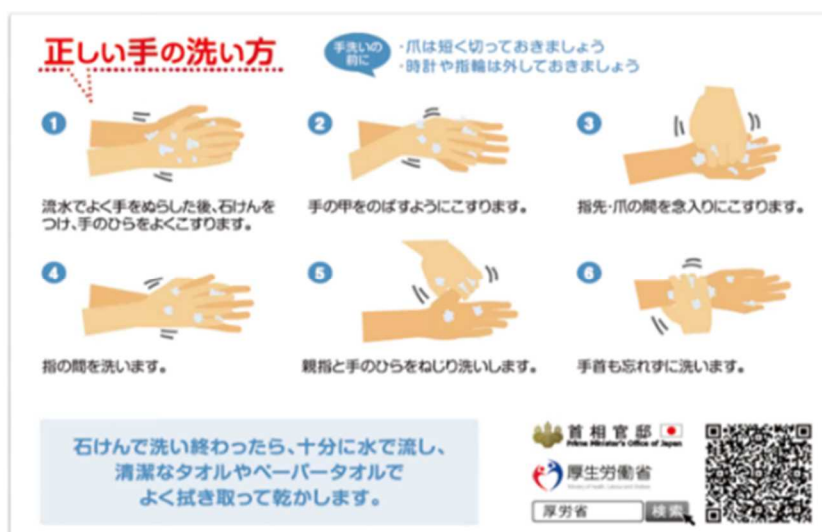 正しい手の洗い方
手洗いの
前に
・爪は短く切っておきましょう
・時計や指輪は外しておきましょう
1
流水でよく手をぬらした後、石けんを
つけ、手のひらをよくこすります。
2
手の甲をのばすようにこすります。
3
指先・爪の間を念入りにこすります。
4
指の間を洗います。
5
親指と手のひらをねじり洗いします。
6
手首も忘れずに洗います。
石けんで洗い終わったら、十分に水で流し、
清潔なタオルやペーパータオルで
よく拭き取って乾かします。
首相官邸
Prime Minister's Office of Japan
厚生労働省
Ministry of Health, Labour and Welfare
厚労省 検索